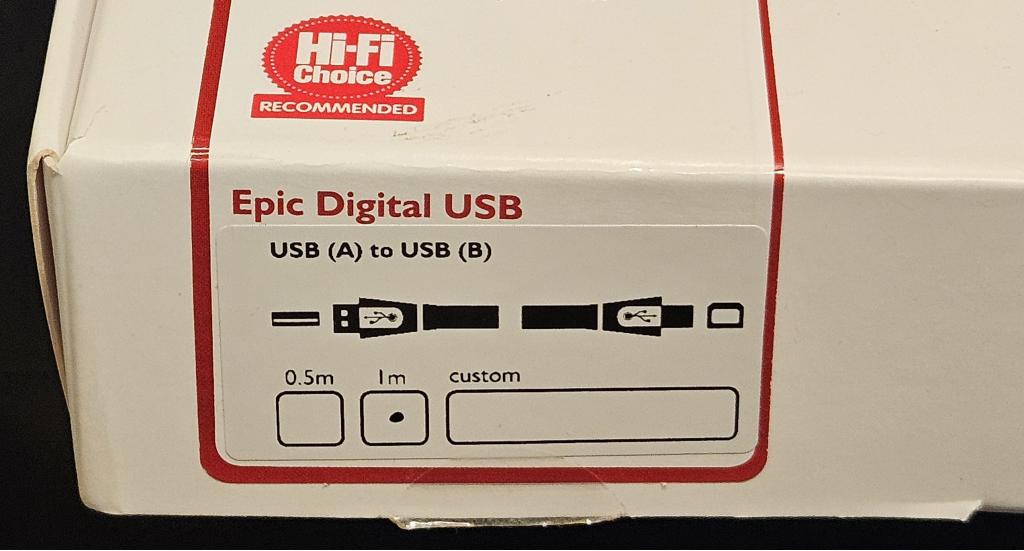 Hi-Fi
Choice
RECOMMENDED
Epic Digital USB
USB (A) to USB (B)
0.5m 1m custom